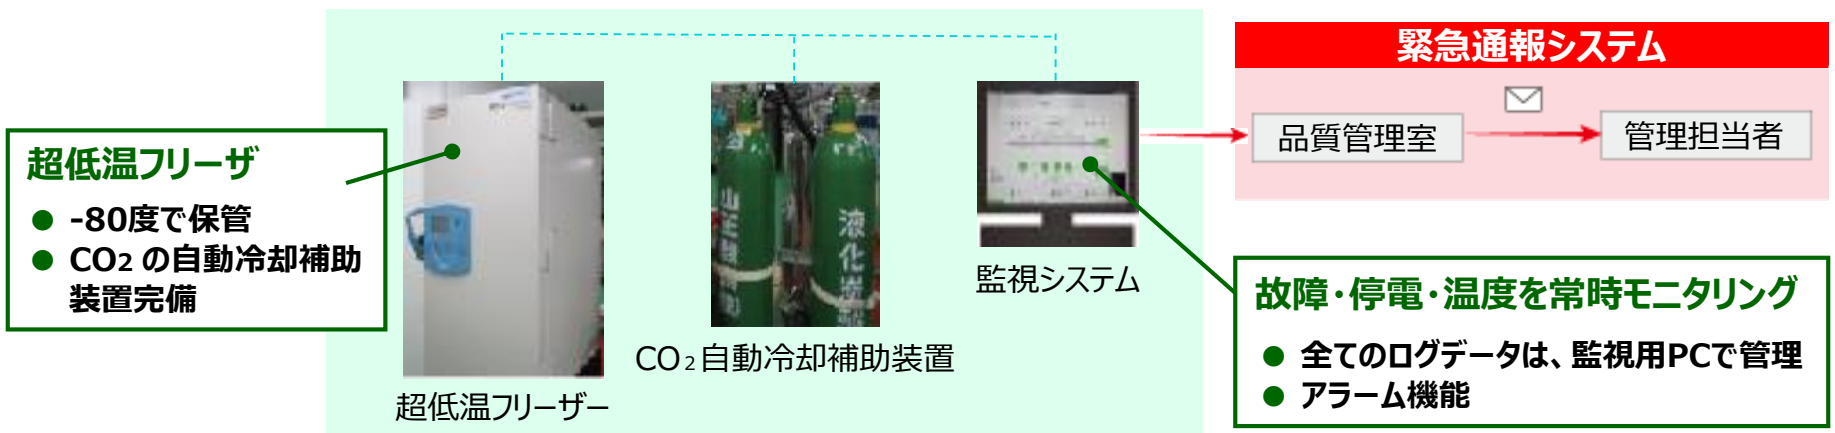 緊急通報システム
品質管理室
管理担当者
超低温フリーザ
● -80度で保管
● CO2 の自動冷却補助
装置完備
液化炭酸
監視システム
CO2自動冷却補助装置
超低温フリーザー
故障・停電・温度を常時モニタリング
● 全てのログデータは、監視用PCで管理
● アラーム機能